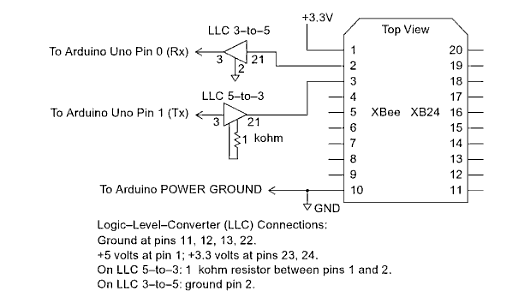 +3.3V
LLC 3-to-5
Top View
To Arduino Uno Pin 0 (Rx)
3
2
21
LLC 5-to-3
To Arduino Uno Pin 1 (Tx)
3
21
1 kohm
1
2
3
4
5
6
7
8
9
10
XBee XB24
20
19
18
17
16
15
14
13
12
11
To Arduino POWER GROUND
GND
Logic-Level-Converter (LLC) Connections:
Ground at pins 11, 12, 13, 22.
+5 volts at pin 1; +3.3 volts at pins 23, 24.
On LLC 5-to-3: 1 kohm resistor between pins 1 and 2.
On LLC 3-to-5: ground pin 2.